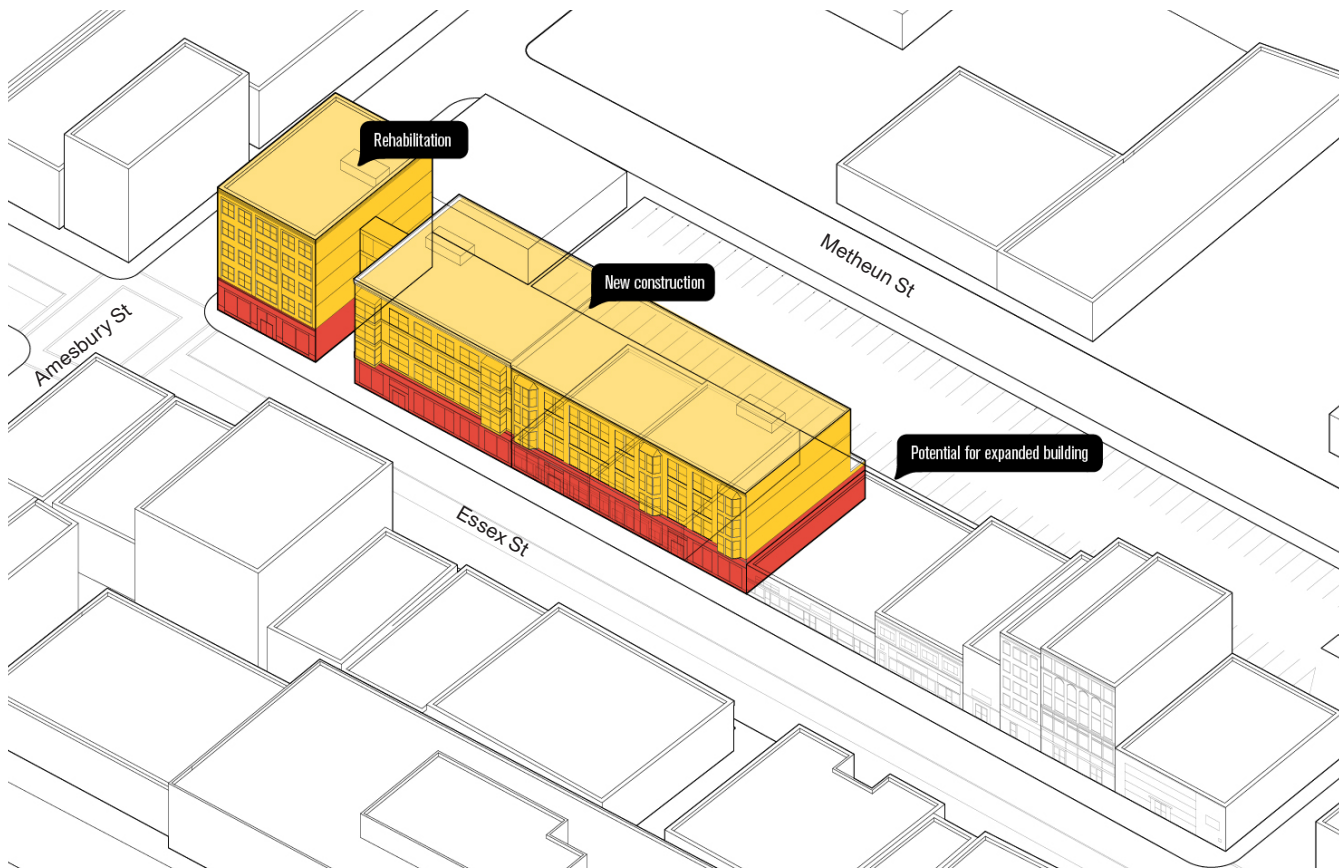 Rehabilitation
Metheun St
New construction
Amesbury St
Potential for expanded building
Essex St